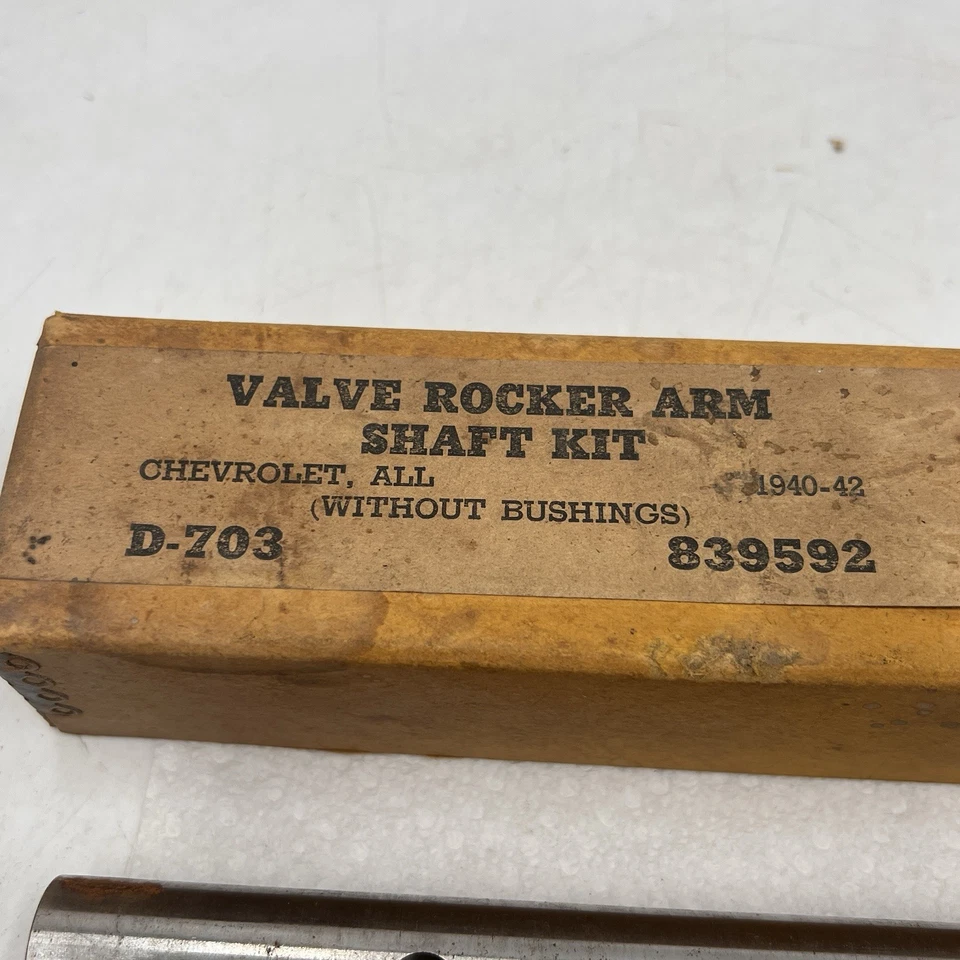 VALVE ROCKER ARM
SHAFT KIT
CHEVROLET, ALL 1940-42
(WITHOUT BUSHINGS)
D-703 839592